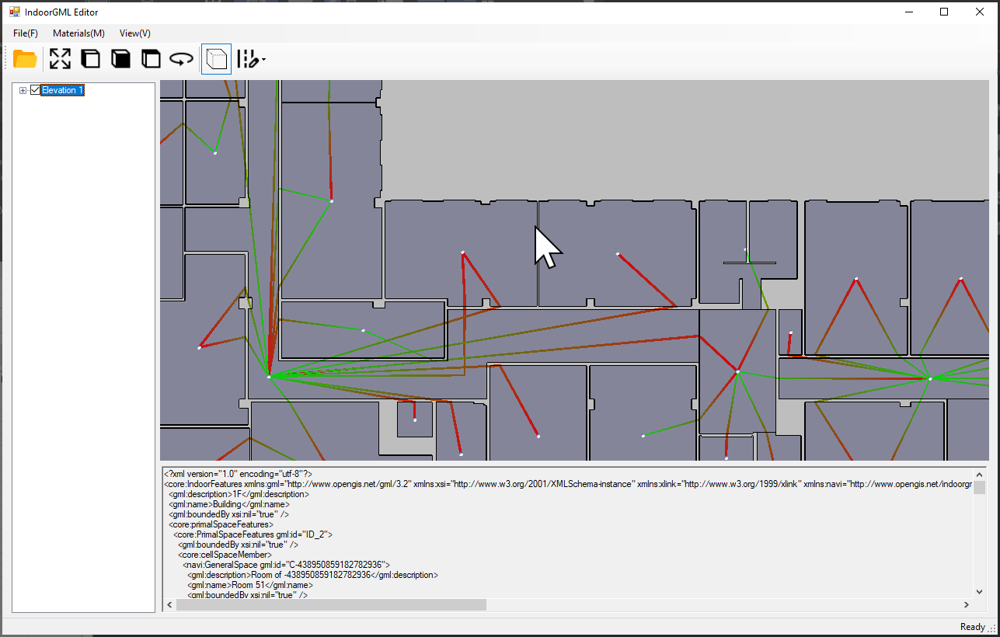 IndoorGML Editor
File(F) Materials(M) View(V)
Elevation 1
<?xml version="1.0" encoding="utf-8"?>
<core:IndoorFeatures xmlns:gml="http://www.opengis.net/gml/3.2" xmlns:xsi="http://www.w3.org/2001/XMLSchema-instance" xmlns:xlink="http://www.w3.org/1999/xlink" xmlns:navi="http://www.opengis.net/indoorgm
<gml:description>1F</gml:description>
<gml:name>Building</gml:name>
<gml:boundedBy xsi:nil="true" />
<core:primalSpaceFeatures>
<core:PrimalSpaceFeatures gml:id="ID_2">
<gml:boundedBy xsi:nil="true" />
<core:cellSpaceMember>
<navi:GeneralSpace gml:id="C-438950859182782936">
<gml:description>Room of -438950859182782936</gml:description>
<gml:name>Room 51</gml:name>
<gml:boundedBy xsi:nil="true" />
Ready